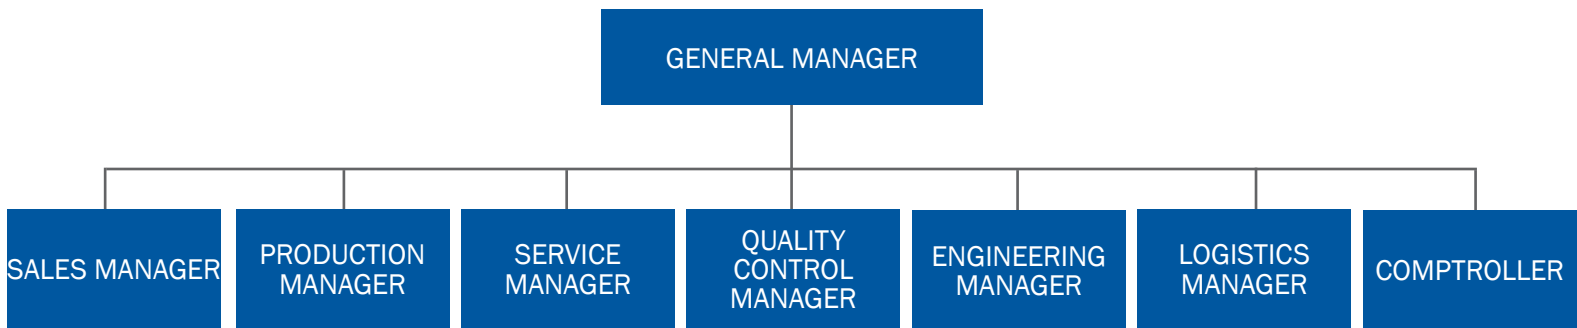 GENERAL MANAGER
SALES MANAGER
PRODUCTION
MANAGER
SERVICE
MANAGER
QUALITY
CONTROL
MANAGER
ENGINEERING
MANAGER
LOGISTICS
MANAGER
COMPTROLLER